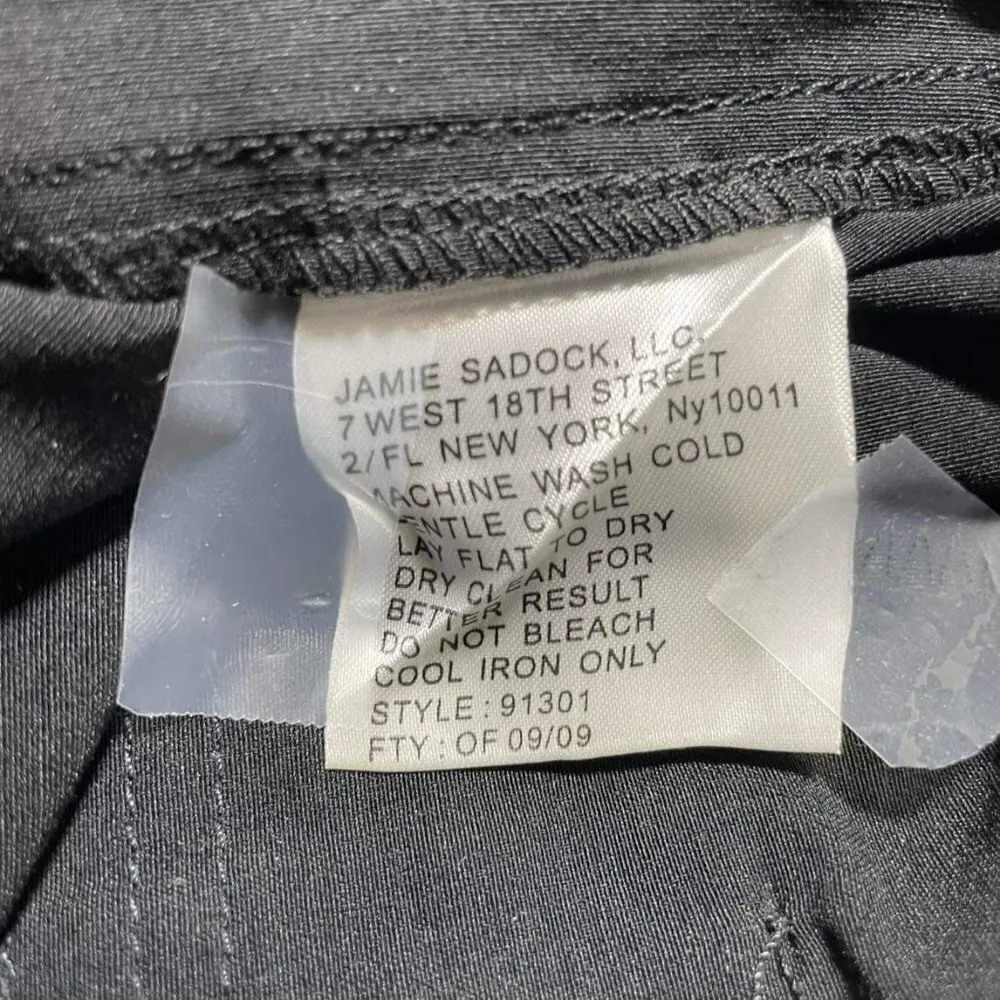 JAMIE SADOCK, LLC.
7 WEST 18TH STREET
2/FL NEW YORK, Ny10011
MACHINE WASH COLD
GENTLE CYCLE
LAY FLAT TO DRY
DRY CLEAN FOR
BETTER RESULT
DO NOT BLEACH
COOL IRON ONLY
STYLE : 91301
FTY : OF 09/09